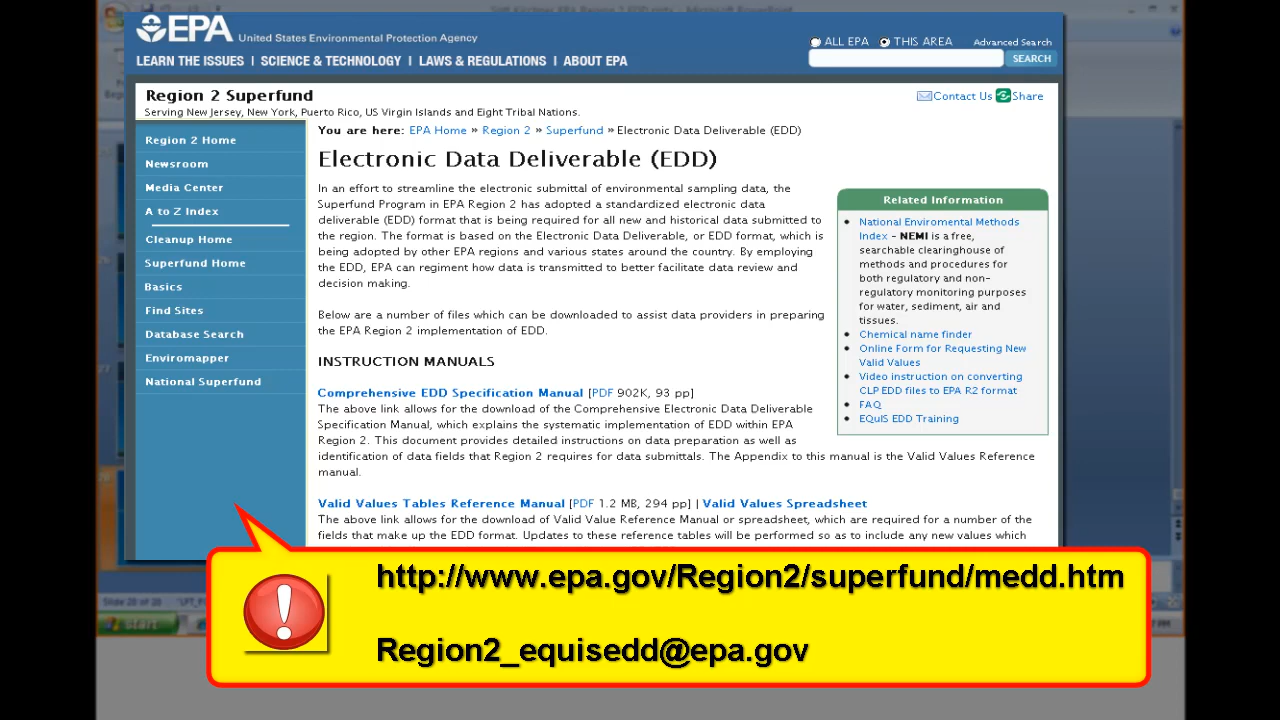 EPA United States Environmental Protection Agency
ALL EPA THIS AREA Advanced Search
LEARN THE ISSUES | SCIENCE & TECHNOLOGY | LAWS & REGULATIONS | ABOUT EPA
SEARCH
Region 2 Superfund
Serving New Jersey, New York, Puerto Rico, US Virgin Islands and Eight Tribal Nations.
Contact Us Share
Region 2 Home
Newsroom
Media Center
A to Z Index
Cleanup Home
Superfund Home
Basics
Find Sites
Database Search
Enviromapper
National Superfund
You are here: EPA Home » Region 2 » Superfund » Electronic Data Deliverable (EDD)
Electronic Data Deliverable (EDD)
In an effort to streamline the electronic submittal of environmental sampling data, the
Superfund Program in EPA Region 2 has adopted a standardized electronic data
deliverable (EDD) format that is being required for all new and historical data submitted to
the region. The format is based on the Electronic Data Deliverable, or EDD format, which is
being adopted by other EPA regions and various states around the country. By employing
the EDD, EPA can regiment how data is transmitted to better facilitate data review and
decision making.
Below are a number of files which can be downloaded to assist data providers in preparing
the EPA Region 2 implementation of EDD.
INSTRUCTION MANUALS
Comprehensive EDD Specification Manual [PDF 902K, 93 pp]
The above link allows for the download of the Comprehensive Electronic Data Deliverable
Specification Manual, which explains the systematic implementation of EDD within EPA
Region 2. This document provides detailed instructions on data preparation as well as
identification of data fields that Region 2 requires for data submittals. The Appendix to this manual is the Valid Values Reference
manual.
Valid Values Tables Reference Manual [PDF 1.2 MB, 294 pp] | Valid Values Spreadsheet
The above link allows for the download of Valid Value Reference Manual or spreadsheet, which are required for a number of the
fields that make up the EDD format. Updates to these reference tables will be performed so as to include any new values which
Related Information
National Enviromental Methods
Index - NEMI is a free,
searchable clearinghouse of
methods and procedures for
both regulatory and non-
regulatory monitoring purposes
for water, sediment, air and
tissues.
Chemical name finder
Online Form for Requesting New
Valid Values
Video instruction on converting
CLP EDD files to EPA R2 format
FAQ
EQuIS EDD Training
http://www.epa.gov/Region2/superfund/medd.htm
Region2_equisedd@epa.gov
start